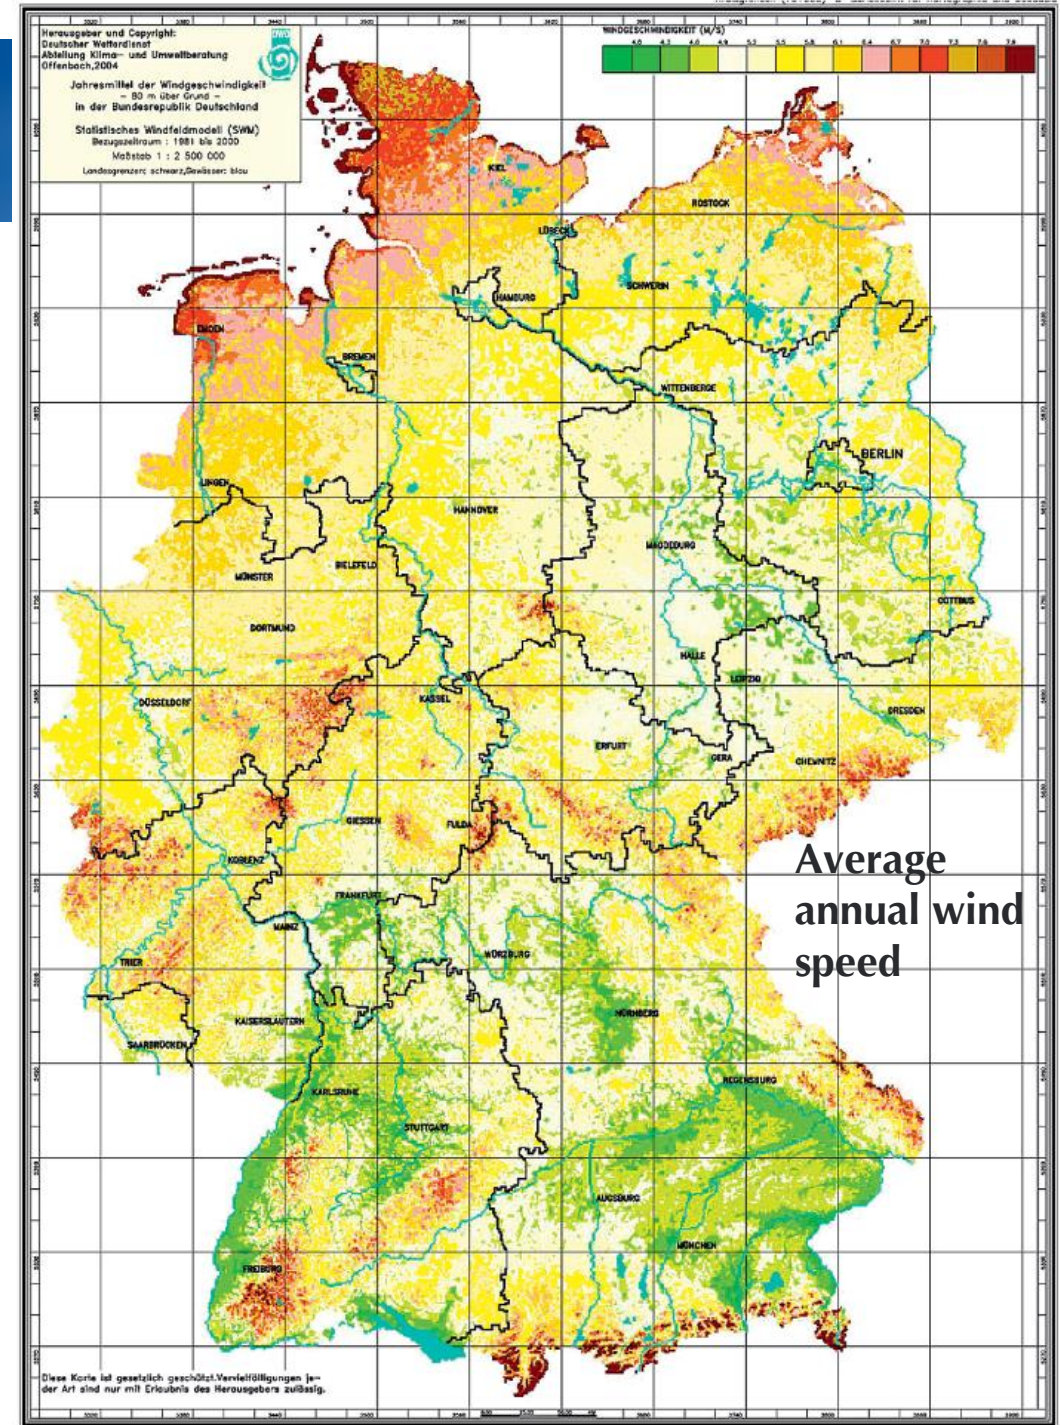 Herausgeber und Copyright:
Deutscher Wetterdienst
Abteilung Klima- und Umweltberatung
Offenbach,2004
DWD
Jahresmittel der Windgeschwindigkeit
- 80 m über Grund -
in der Bundesrepublik Deutschland
Statistisches Windfeldmodell (SWM)
Bezugszeitraum : 1981 bis 2000
Maßstab 1 : 2 500 000
Landesgrenzen: schwarz,Gewässer: blau
WINDGESCHWINDIGKEIT (M/S)
KIEL
ROSTOCK
LÜBECK
SCHWERIN
HAMBURG
EMDEN
BREMEN
WITTENBERGE
BERLIN
LINGEN
HANNOVER
MAGDEBURG
BIELEFELD
MÜNSTER
COTTBUS
DORTMUND
HALLE
LEIPZIG
KASSEL
DÜSSELDORF
DRESDEN
ERFURT
GERA
CHEMNITZ
GIESSEN
FULDA
KOBLENZ
Average
annual wind
speed
FRANKFURT
MAINZ
WÜRZBURG
TRIER
NÜRNBERG
KAISERSLAUTERN
SAARBRÜCKEN
REGENSBURG
KARLSRUHE
STUTTGART
AUGSBURG
MÜNCHEN
FREIBURG
Diese Karte ist gesetzlich geschützt.Vervielfältigungen je-
der Art sind nur mit Erlaubnis des Herausgebers zulässig.